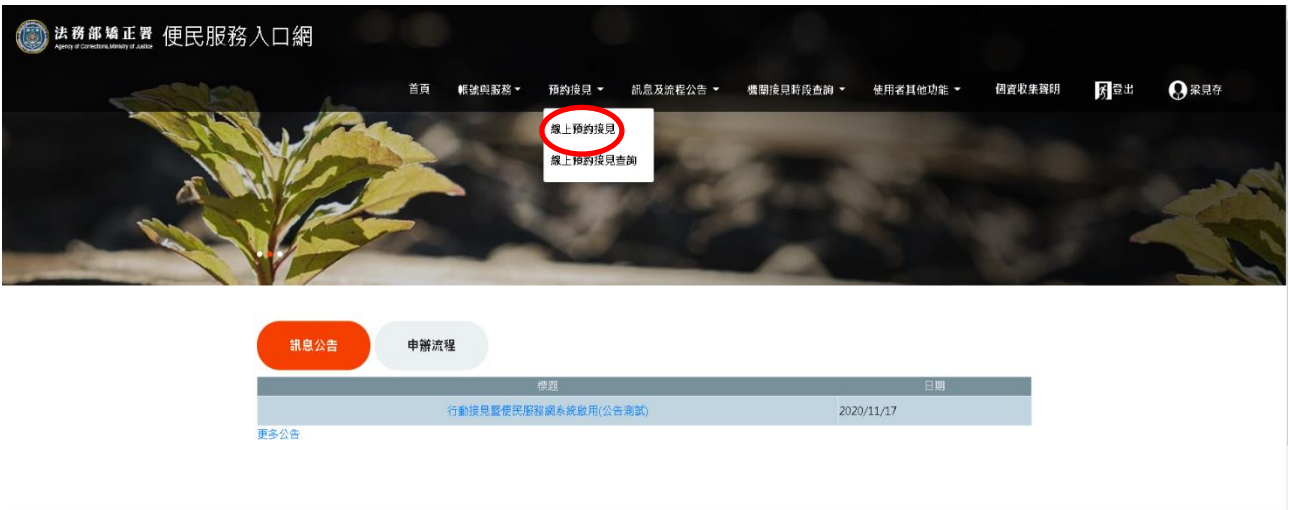 法務部矯正署 便民服務入口網
Agency of Corrections, Ministry of Justice
首頁 帳號與服務 預約接見 訊息及流程公告 機關接見時段查詢 使用者其他功能 個資收集聲明 登出 梁見存
線上預約接見
線上預約接見查詢
訊息公告 申辦流程
標題 日期
行動接見暨便民服務網系統啟用(公告測試) 2020/11/17
更多公告